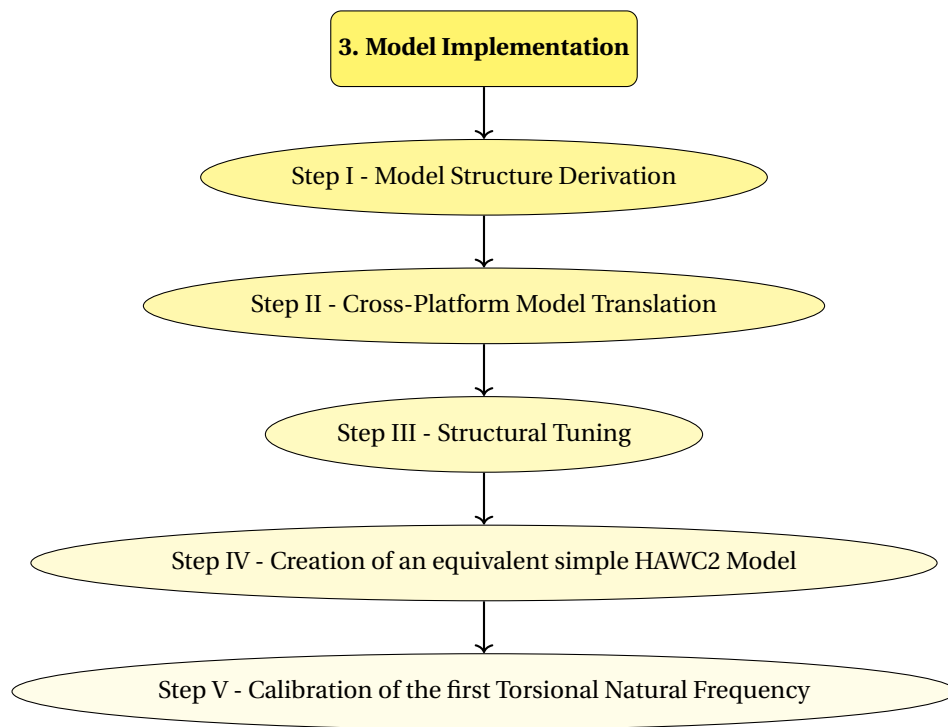 3. Model Implementation
Step I - Model Structure Derivation
Step II - Cross-Platform Model Translation
Step III - Structural Tuning
Step IV - Creation of an equivalent simple HAWC2 Model
Step V - Calibration of the first Torsional Natural Frequency